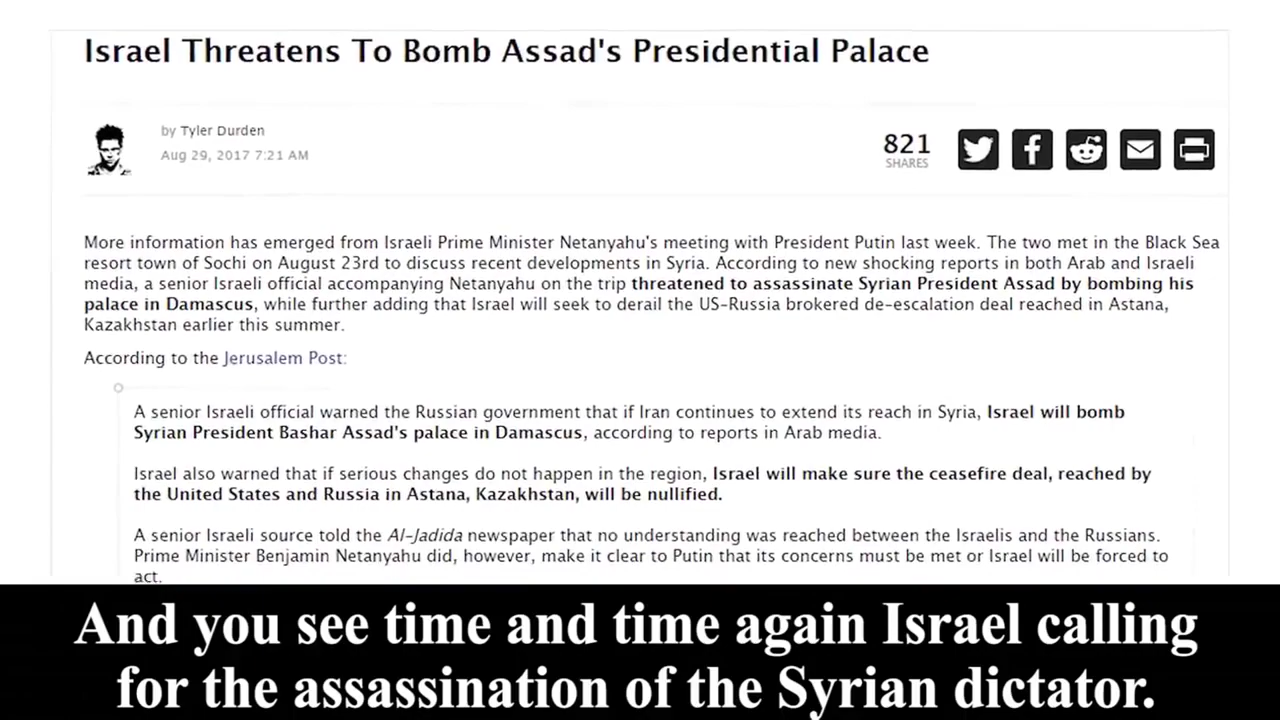 Israel Threatens To Bomb Assad's Presidential Palace
by Tyler Durden
Aug 29, 2017 7:21 AM
821
SHARES
More information has emerged from Israeli Prime Minister Netanyahu's meeting with President Putin last week. The two met in the Black Sea
resort town of Sochi on August 23rd to discuss recent developments in Syria. According to new shocking reports in both Arab and Israeli
media, a senior Israeli official accompanying Netanyahu on the trip threatened to assassinate Syrian President Assad by bombing his
palace in Damascus, while further adding that Israel will seek to derail the US-Russia brokered de-escalation deal reached in Astana,
Kazakhstan earlier this summer.
According to the Jerusalem Post:
A senior Israeli official warned the Russian government that if Iran continues to extend its reach in Syria, Israel will bomb
Syrian President Bashar Assad's palace in Damascus, according to reports in Arab media.
Israel also warned that if serious changes do not happen in the region, Israel will make sure the ceasefire deal, reached by
the United States and Russia in Astana, Kazakhstan, will be nullified.
A senior Israeli source told the Al-Jadida newspaper that no understanding was reached between the Israelis and the Russians.
Prime Minister Benjamin Netanyahu did, however, make it clear to Putin that its concerns must be met or Israel will be forced to
act.
And you see time and time again Israel calling
for the assassination of the Syrian dictator.